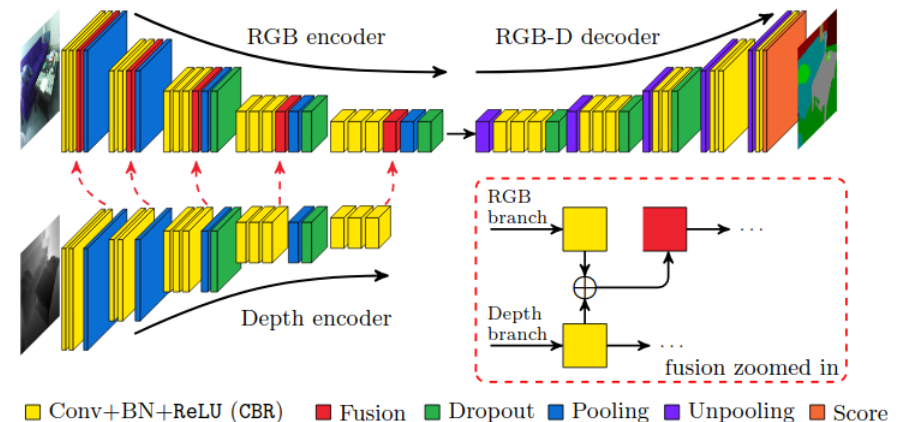 RGB encoder
RGB-D decoder
Depth encoder
RGB
branch
. . .
Depth
branch
. . .
fusion zoomed in
Conv+BN+ReLU (CBR)
Fusion
Dropout
Pooling
Unpooling
Score